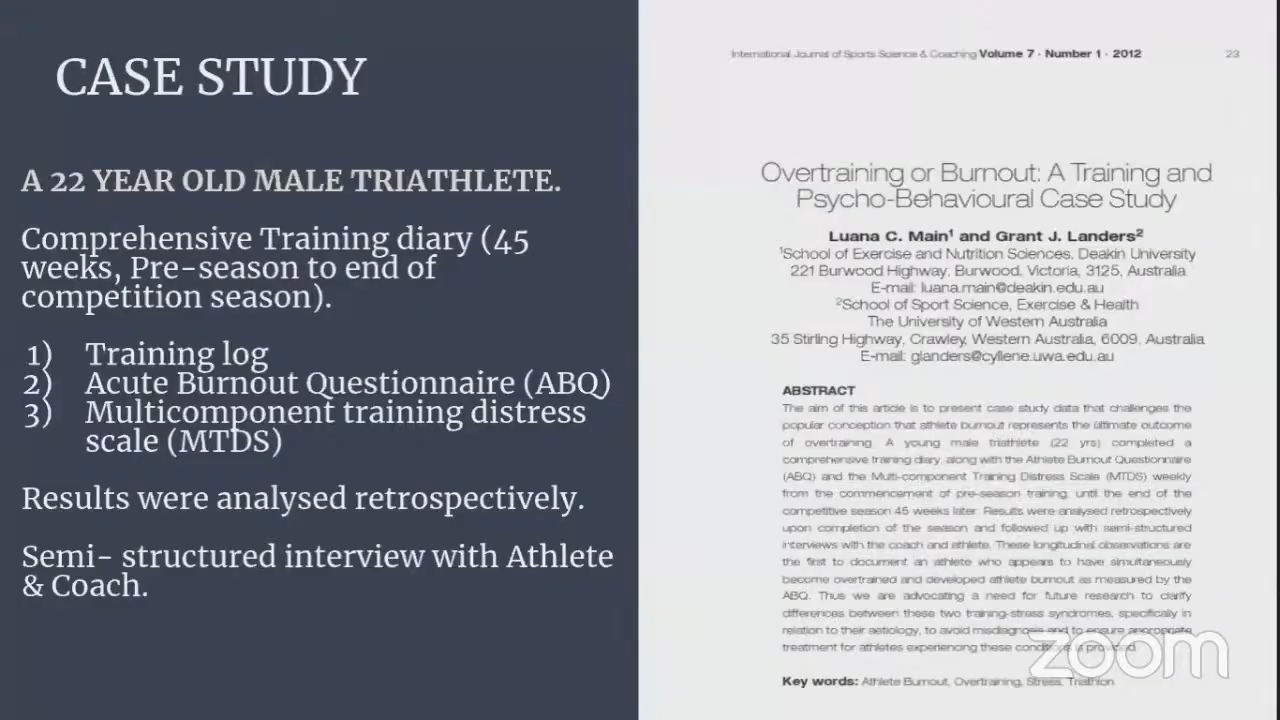 CASE STUDY
A 22 YEAR OLD MALE TRIATHLETE.
Comprehensive Training diary (45
weeks, Pre-season to end of
competition season).
1) Training log
2) Acute Burnout Questionnaire (ABQ)
3) Multicomponent training distress
scale (MTDS)
Results were analysed retrospectively.
Semi- structured interview with Athlete
& Coach.
International Journal of Sports Science & Coaching Volume 7 · Number 1 · 2012 23
Overtraining or Burnout: A Training and
Psycho-Behavioural Case Study
Luana C. Main¹ and Grant J. Landers²
¹School of Exercise and Nutrition Sciences, Deakin University
221 Burwood Highway, Burwood, Victoria, 3125, Australia
E-mail: luana.main@deakin.edu.au
²School of Sport Science, Exercise & Health
The University of Western Australia
35 Stirling Highway, Crawley, Western Australia, 6009, Australia
E-mail: glanders@cyllene.uwa.edu.au
ABSTRACT
The aim of this article is to present case study data that challenges the
popular conception that athlete burnout represents the ultimate outcome
of overtraining. A young male triathlete (22 yrs) completed a
comprehensive training diary, along with the Athlete Burnout Questionnaire
(ABQ) and the Multi-component Training Distress Scale (MTDS) weekly
from the commencement of pre-season training, until the end of the
competitive season 45 weeks later. Results were analysed retrospectively
upon completion of the season and followed up with semi-structured
interviews with the coach and athlete. These longitudinal observations are
the first to document an athlete who appears to have simultaneously
become overtrained and developed athlete burnout as measured by the
ABQ. Thus we are advocating a need for future research to clarify
differences between these two training-stress syndromes, specifically in
relation to their aetiology, to avoid misdiagnosis and to ensure appropriate
treatment for athletes experiencing these conditions is provided.
Key words: Athlete Burnout, Overtraining, Stress, Triathlon
zoom